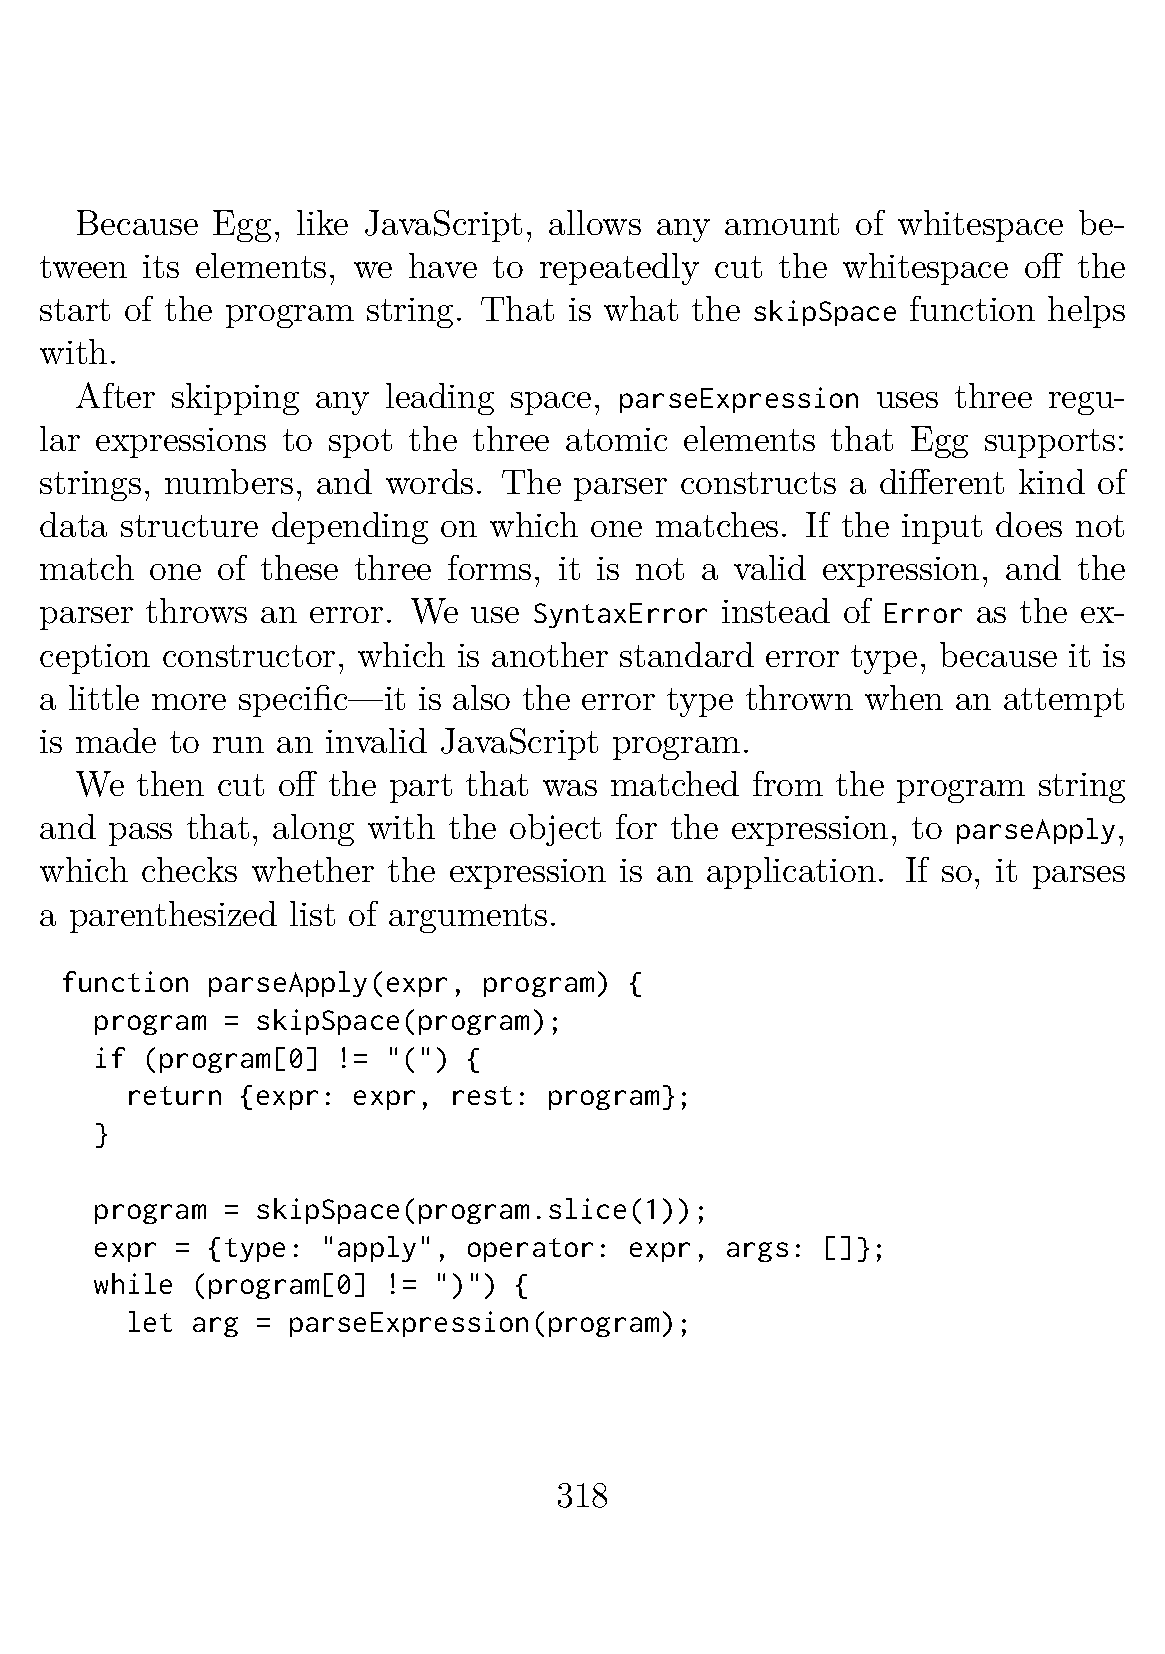 Because Egg, like JavaScript, allows any amount of whitespace be-
tween its elements, we have to repeatedly cut the whitespace off the
start of the program string. That is what the skipSpace function helps
with.
After skipping any leading space, parseExpression uses three regu-
lar expressions to spot the three atomic elements that Egg supports:
strings, numbers, and words. The parser constructs a different kind of
data structure depending on which one matches. If the input does not
match one of these three forms, it is not a valid expression, and the
parser throws an error. We use SyntaxError instead of Error as the ex-
ception constructor, which is another standard error type, because it is
a little more specific—it is also the error type thrown when an attempt
is made to run an invalid JavaScript program.
We then cut off the part that was matched from the program string
and pass that, along with the object for the expression, to parseApply,
which checks whether the expression is an application. If so, it parses
a parenthesized list of arguments.
function parseApply(expr, program) {
  program = skipSpace(program);
  if (program[0] != "(") {
    return {expr: expr, rest: program};
  }

  program = skipSpace(program.slice(1));
  expr = {type: "apply", operator: expr, args: []};
  while (program[0] != ")") {
    let arg = parseExpression(program);
318